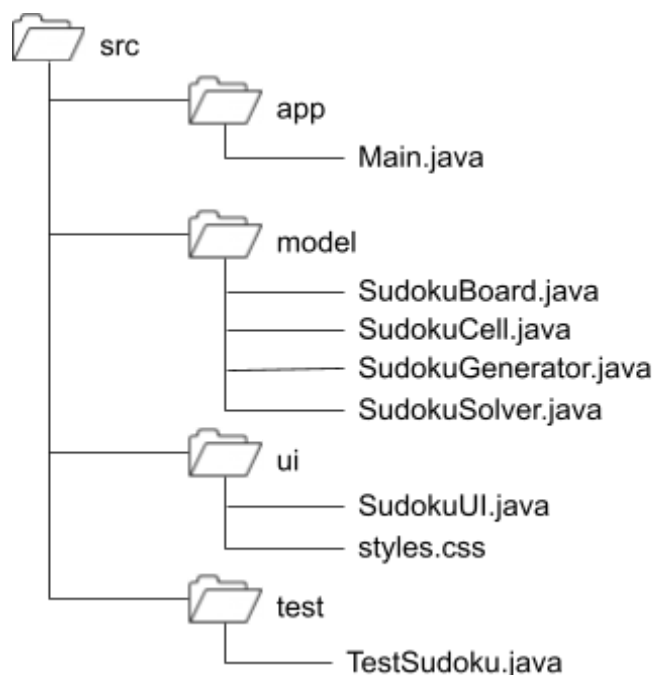 src
app
Main.java
model
SudokuBoard.java
SudokuCell.java
SudokuGenerator.java
SudokuSolver.java
ui
SudokuUI.java
styles.css
test
TestSudoku.java